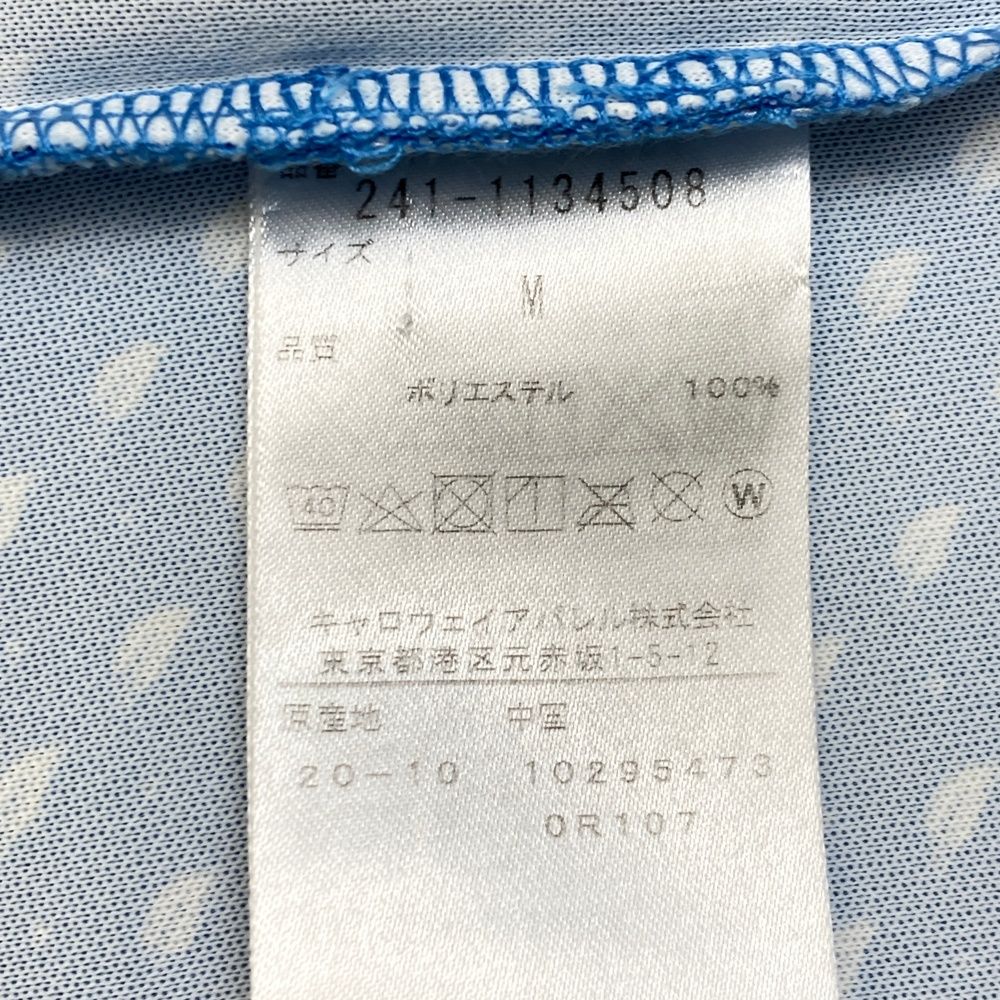 品番
241-1134508
サイズ
M
品質
ポリエステル 100%
40 W
キャロウェイアパレル株式会社
東京都港区元赤坂1-5-12
原産地 中国
20-10 10295473
0R107